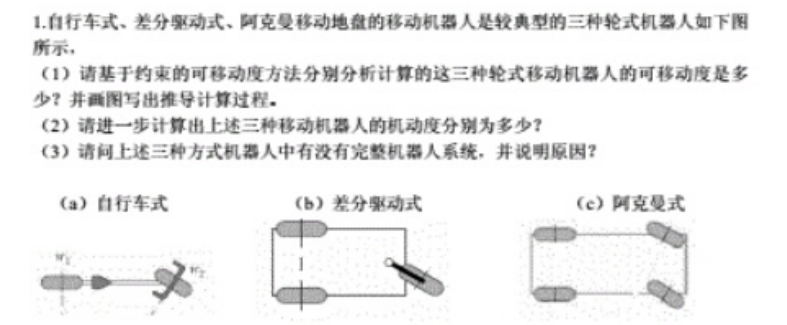 1.自行车式、差分驱动式、阿克曼移动地盘的移动机器人是较典型的三种轮式机器人如下图
所示，
（1）请基于约束的可移动度方法分别分析计算的这三种轮式移动机器人的可移动度是多
少？并画图写出推导计算过程。
（2）请进一步计算出上述三种移动机器人的机动度分别为多少？
（3）请问上述三种方式机器人中有没有完整机器人系统，并说明原因？
（a）自行车式 （b）差分驱动式 （c）阿克曼式
w₁ w₂